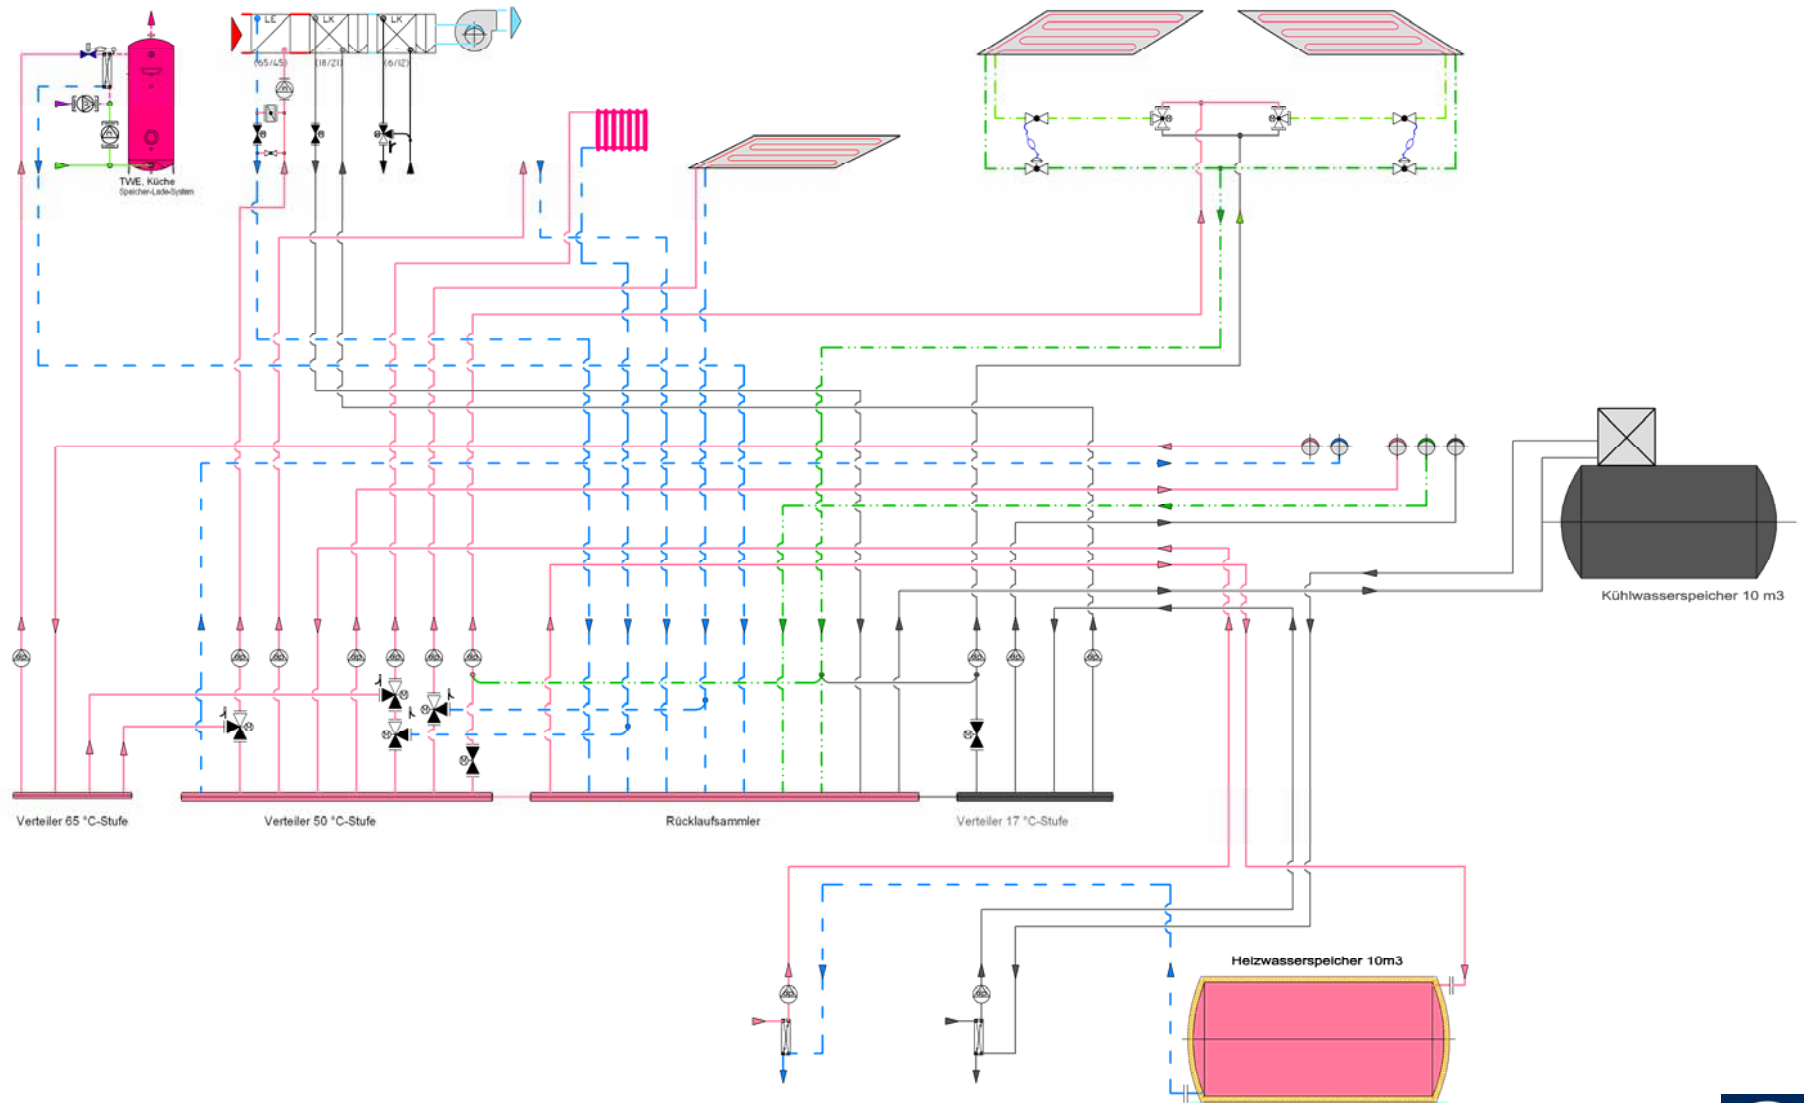 LE LK LK
(65/45) (18/21) (6/12)
TWE, Küche
Speicher-Lade-System
Kühlwasserspeicher 10 m3
Verteiler 65 °C-Stufe Verteiler 50 °C-Stufe Rücklaufsammler Verteiler 17 °C-Stufe
Heizwasserspeicher 10m3